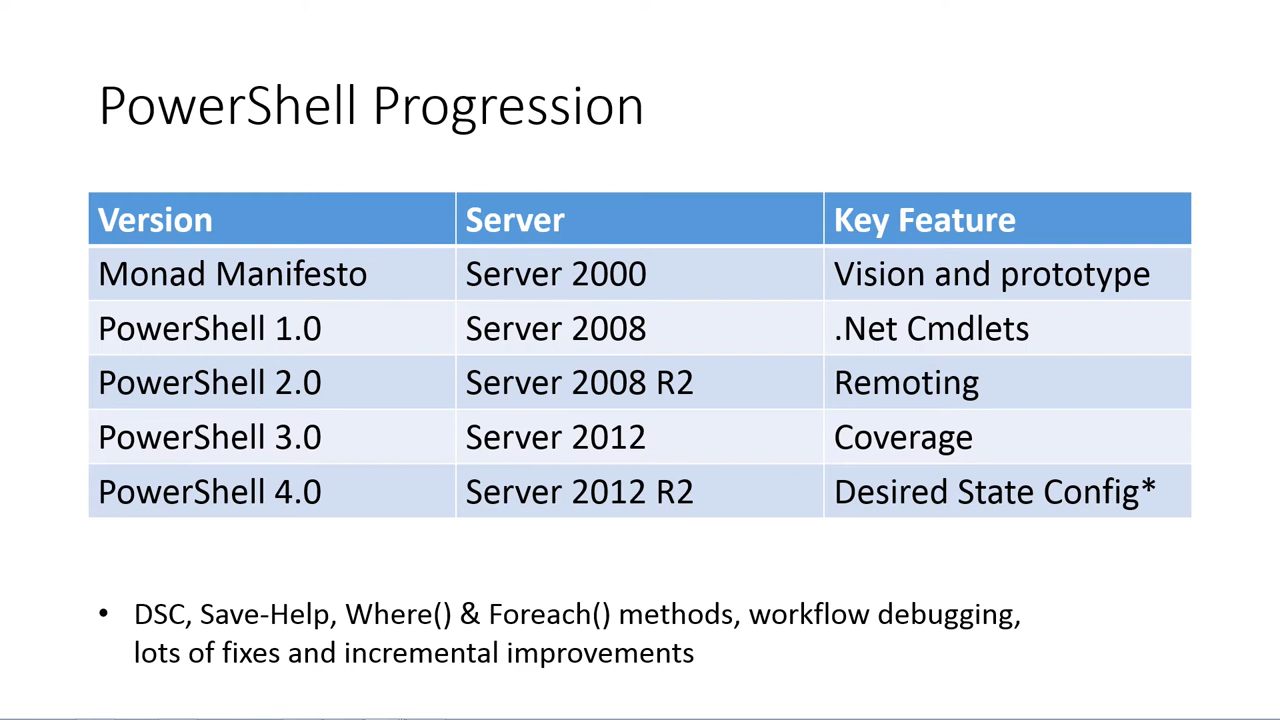 PowerShell Progression
Version Server Key Feature
Monad Manifesto Server 2000 Vision and prototype
PowerShell 1.0 Server 2008 .Net Cmdlets
PowerShell 2.0 Server 2008 R2 Remoting
PowerShell 3.0 Server 2012 Coverage
PowerShell 4.0 Server 2012 R2 Desired State Config*
• DSC, Save-Help, Where() & Foreach() methods, workflow debugging,
lots of fixes and incremental improvements